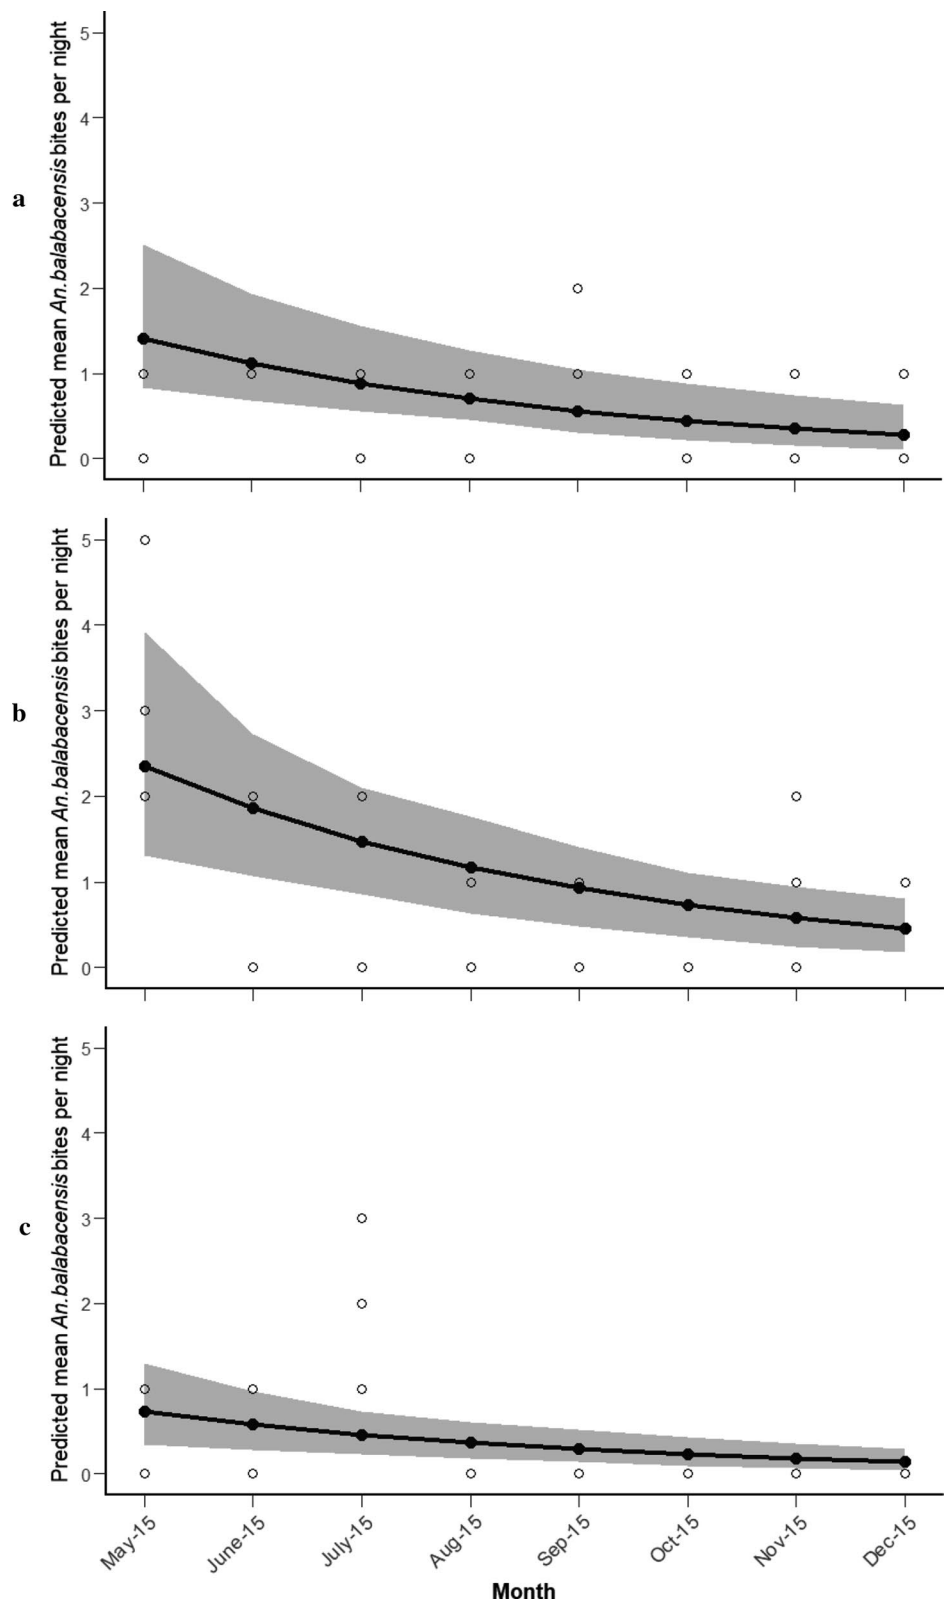 a
Predicted mean An.balabacensis bites per night
5
4
3
2
1
0
b
Predicted mean An.balabacensis bites per night
5
4
3
2
1
0
c
Predicted mean An.balabacensis bites per night
5
4
3
2
1
0
May-15
June-15
July-15
Aug-15
Sep-15
Oct-15
Nov-15
Dec-15
Month